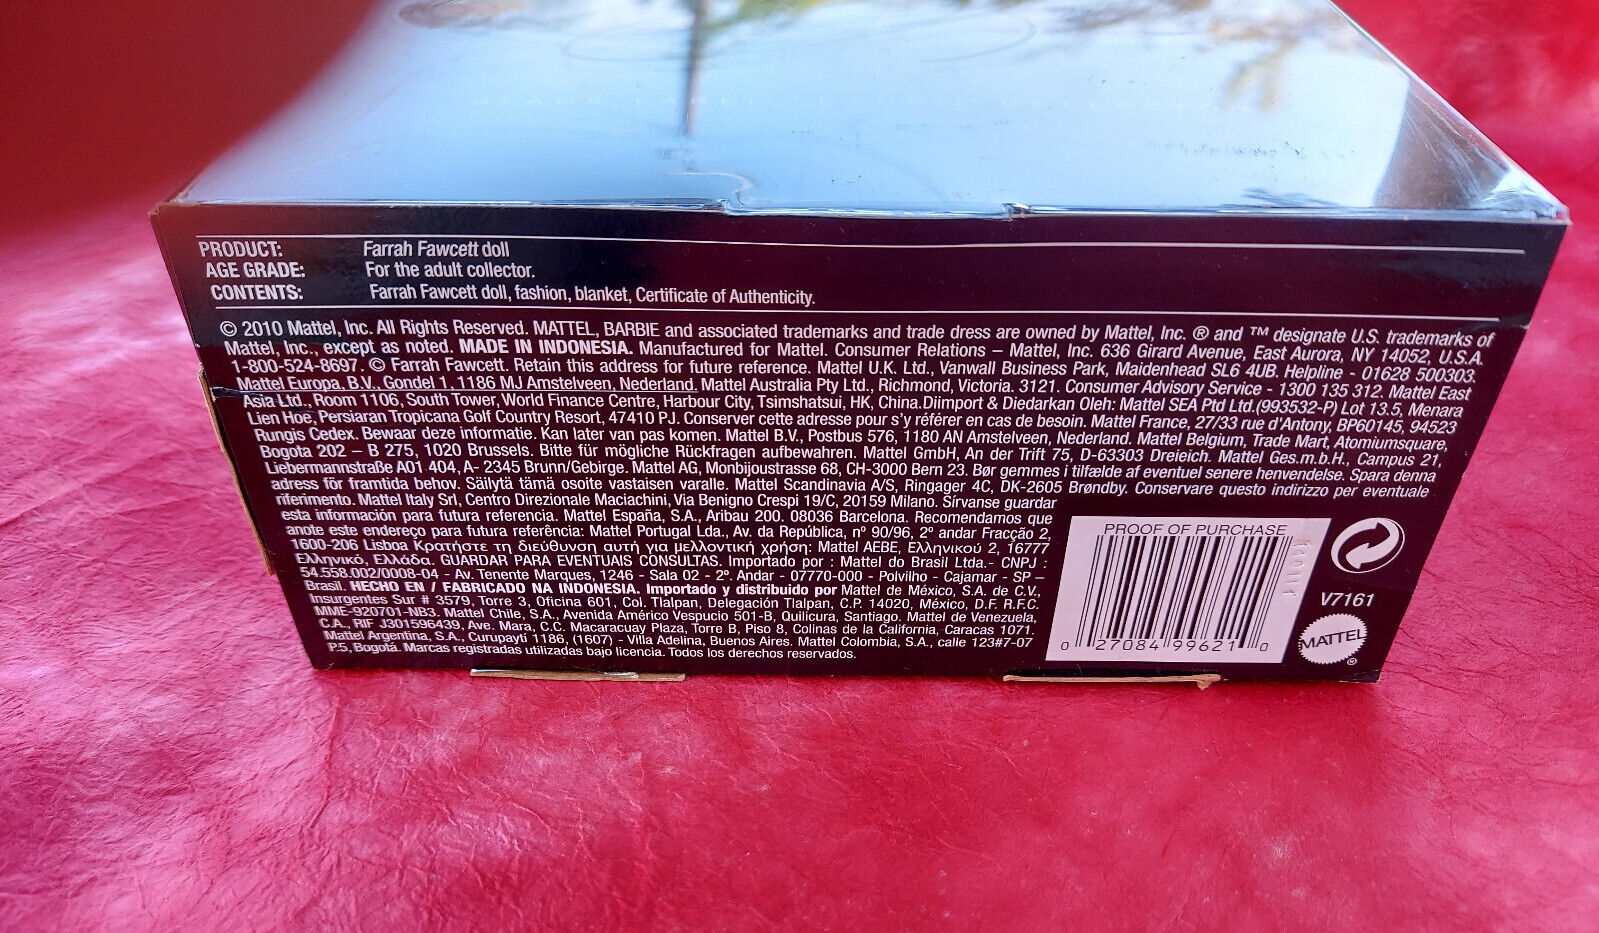 BLACK LABEL BARBIE COLLECTION
PRODUCT: Farrah Fawcett doll
AGE GRADE: For the adult collector.
CONTENTS: Farrah Fawcett doll, fashion, blanket, Certificate of Authenticity.
© 2010 Mattel, Inc. All Rights Reserved. MATTEL, BARBIE and associated trademarks and trade dress are owned by Mattel, Inc. ® and ™ designate U.S. trademarks of
Mattel, Inc., except as noted. MADE IN INDONESIA. Manufactured for Mattel. Consumer Relations – Mattel, Inc. 636 Girard Avenue, East Aurora, NY 14052, U.S.A.
1-800-524-8697. © Farrah Fawcett. Retain this address for future reference. Mattel U.K. Ltd., Vanwall Business Park, Maidenhead SL6 4UB. Helpline - 01628 500303.
Mattel Europa, B.V., Gondel 1, 1186 MJ Amstelveen, Nederland. Mattel Australia Pty Ltd., Richmond, Victoria. 3121. Consumer Advisory Service - 1300 135 312. Mattel East
Asia Ltd., Room 1106, South Tower, World Finance Centre, Harbour City, Tsimshatsui, HK, China.Diimport & Diedarkan Oleh: Mattel SEA Ptd Ltd.(993532-P) Lot 13.5, Menara
Lien Hoe, Persiaran Tropicana Golf Country Resort, 47410 PJ. Conserver cette adresse pour s'y référer en cas de besoin. Mattel France, 27/33 rue d'Antony, BP60145, 94523
Rungis Cedex. Bewaar deze informatie. Kan later van pas komen. Mattel B.V., Postbus 576, 1180 AN Amstelveen, Nederland. Mattel Belgium, Trade Mart, Atomiumsquare,
Bogota 202 – B 275, 1020 Brussels. Bitte für mögliche Rückfragen aufbewahren. Mattel GmbH, An der Trift 75, D-63303 Dreieich. Mattel Ges.m.b.H., Campus 21,
Liebermannstraße A01 404, A- 2345 Brunn/Gebirge. Mattel AG, Monbijoustrasse 68, CH-3000 Bern 23. Bør gemmes i tilfælde af eventuel senere henvendelse. Spara denna
adress för framtida behov. Säilytä tämä osoite vastaisen varalle. Mattel Scandinavia A/S, Ringager 4C, DK-2605 Brøndby. Conservare questo indirizzo per eventuale
riferimento. Mattel Italy Srl, Centro Direzionale Maciachini, Via Benigno Crespi 19/C, 20159 Milano. Sírvanse guardar
esta información para futura referencia. Mattel España, S.A., Aribau 200. 08036 Barcelona. Recomendamos que
anote este endereço para futura referência: Mattel Portugal Lda., Av. da República, nº 90/96, 2º andar Fracção 2,
1600-206 Lisboa Κρατήστε τη διεύθυνση αυτή για μελλοντική χρήση: Mattel AEBE, Ελληνικού 2, 16777
Ελληνικό, Ελλάδα. GUARDAR PARA EVENTUAIS CONSULTAS. Importado por : Mattel do Brasil Ltda.- CNPJ :
54.558.002/0008-04 - Av. Tenente Marques, 1246 - Sala 02 - 2º. Andar - 07770-000 - Polvilho - Cajamar - SP –
Brasil. HECHO EN / FABRICADO NA INDONESIA. Importado y distribuido por Mattel de México, S.A. de C.V.,
Insurgentes Sur # 3579, Torre 3, Oficina 601, Col. Tlalpan, Delegación Tlalpan, C.P. 14020, México, D.F. R.F.C.
MME-920701-NB3. Mattel Chile, S.A., Avenida Américo Vespucio 501-B, Quilicura, Santiago. Mattel de Venezuela,
C.A., RIF J301596439, Ave. Mara, C.C. Macaracuay Plaza, Torre B, Piso 8, Colinas de la California, Caracas 1071.
Mattel Argentina, S.A., Curupaytí 1186, (1607) - Villa Adelina, Buenos Aires. Mattel Colombia, S.A., calle 123#7-07
P.5, Bogotá. Marcas registradas utilizadas bajo licencia. Todos los derechos reservados.
PROOF OF PURCHASE
0 27084 99621 0
V7161
MATTEL
®